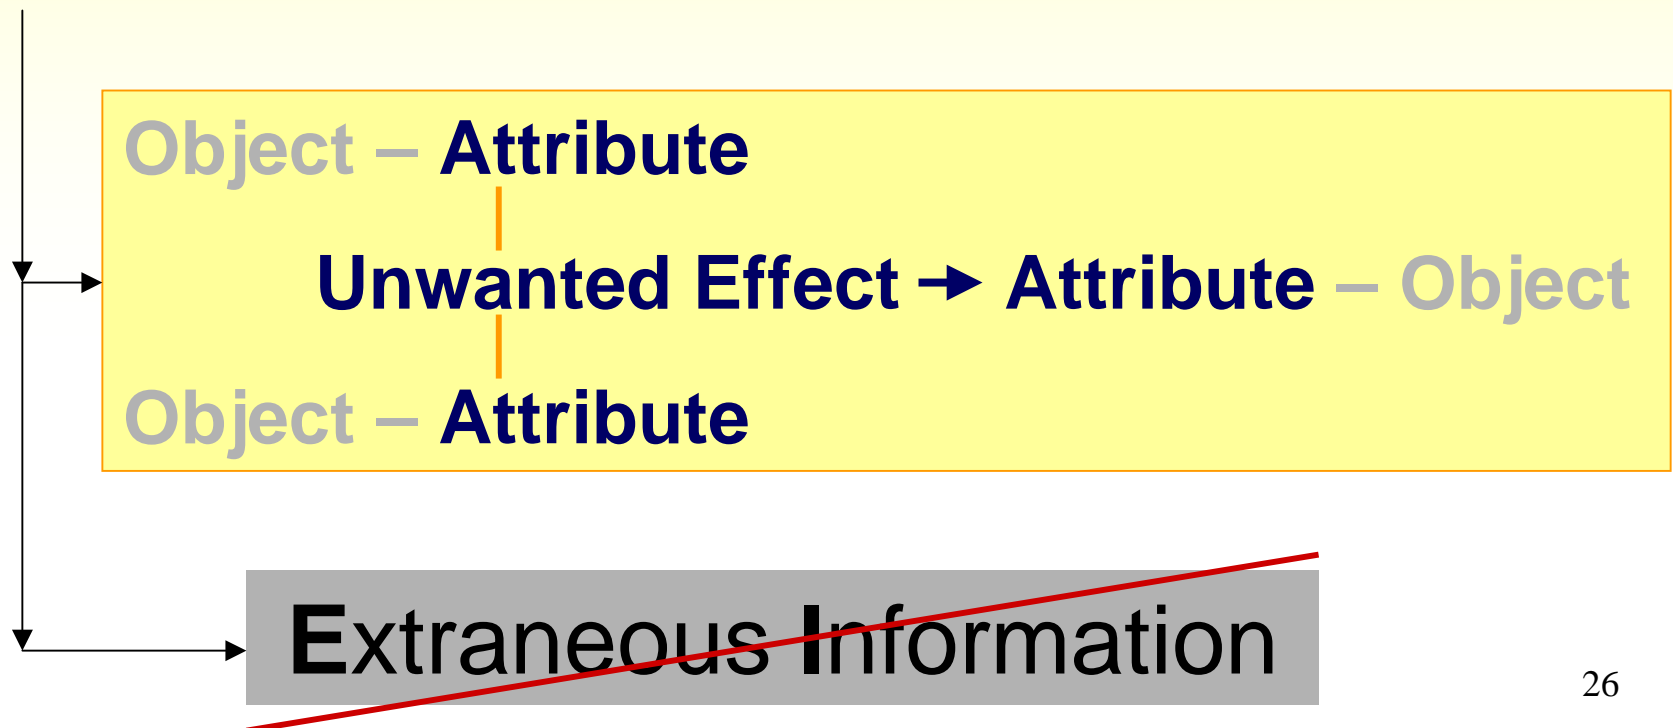 Object – Attribute
Unwanted Effect → Attribute – Object
Object – Attribute
Extraneous Information
26